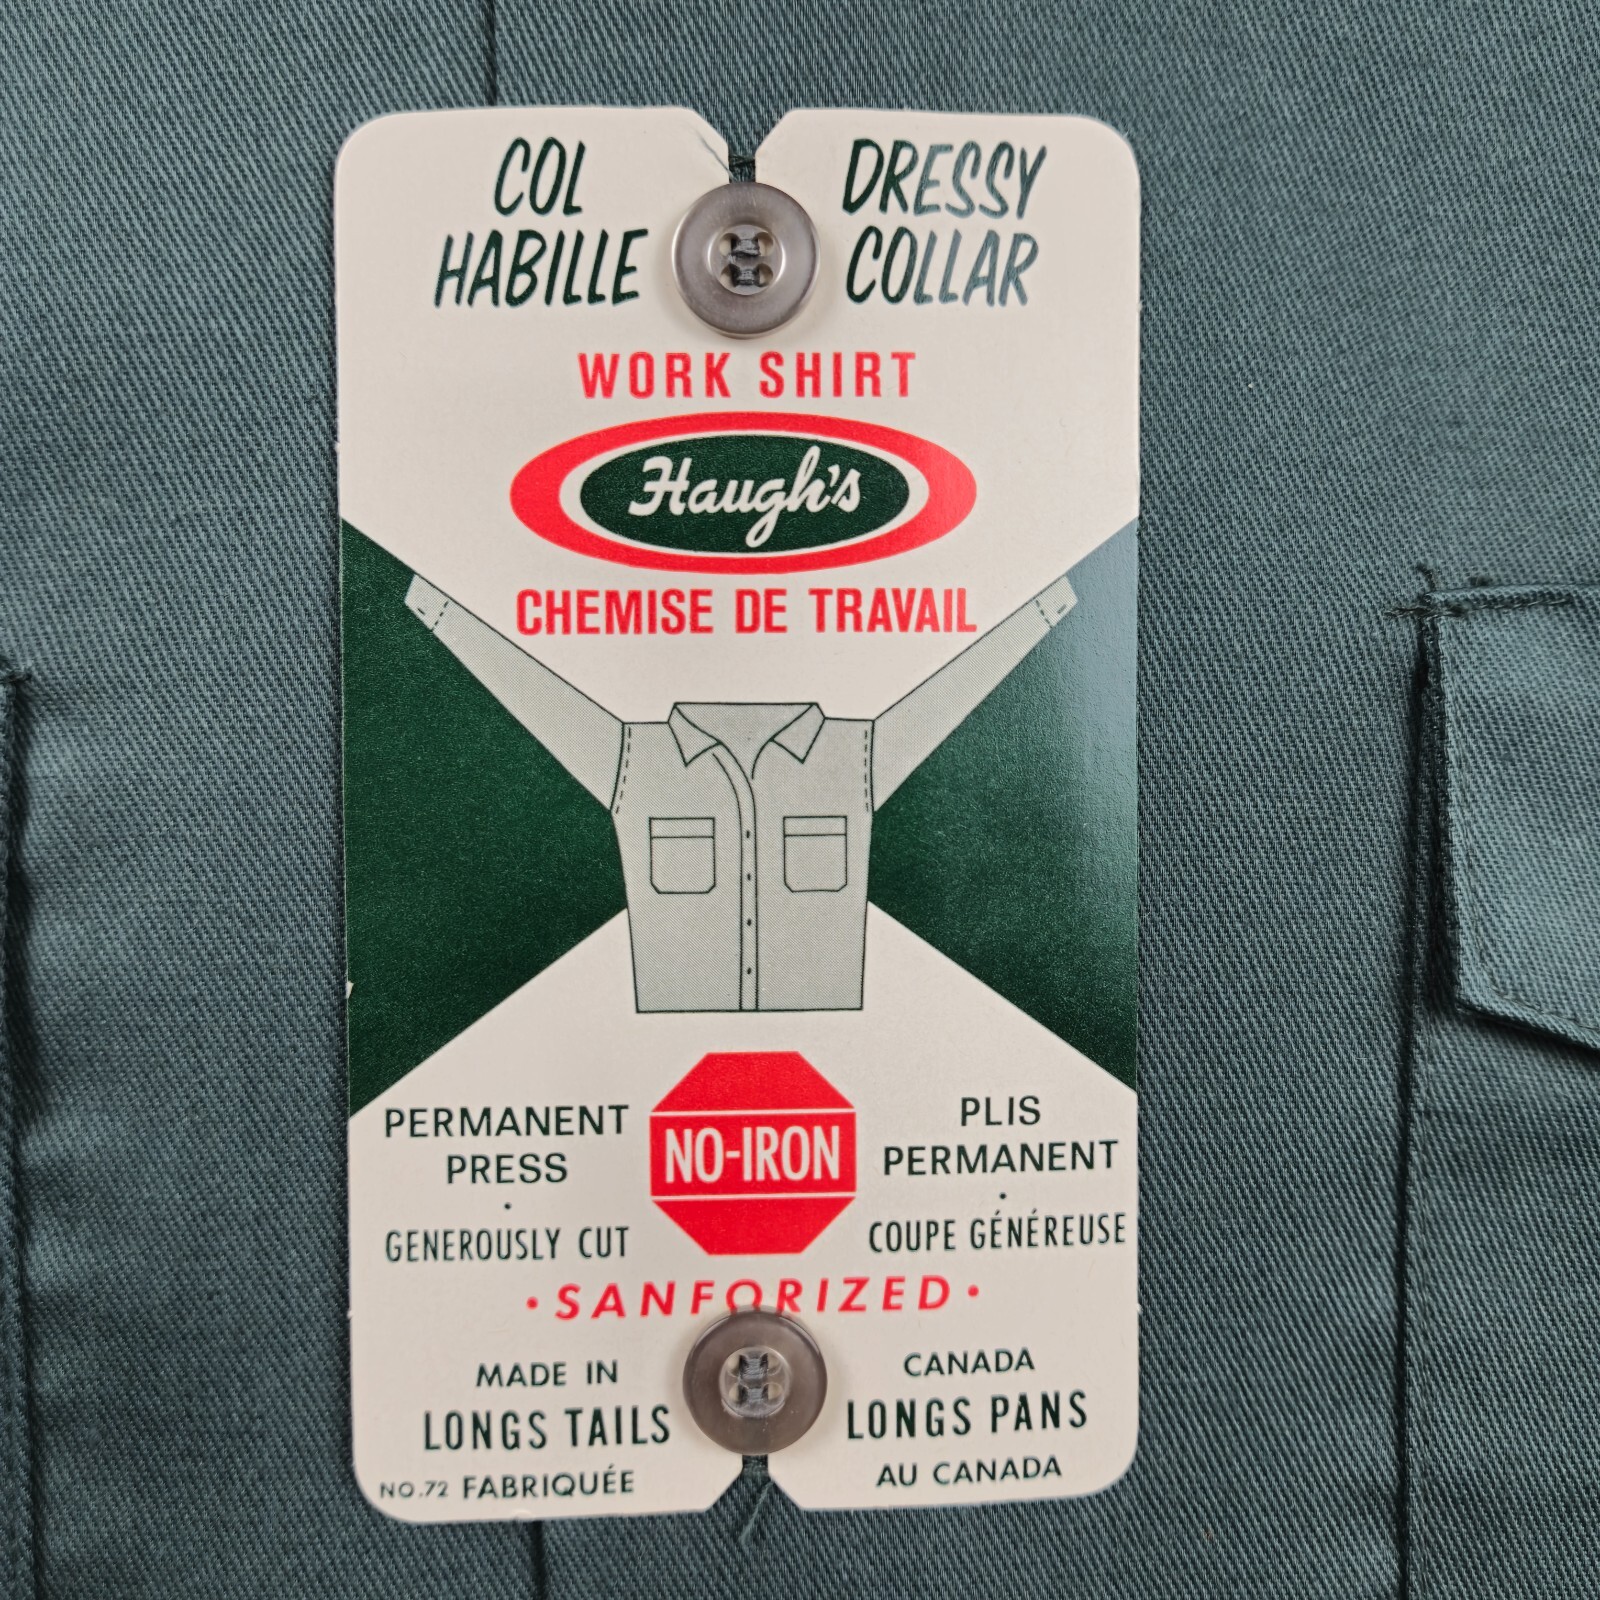 COL DRESSY
HABILLE COLLAR
WORK SHIRT
Haugh's
CHEMISE DE TRAVAIL
PERMANENT
PRESS
GENEROUSLY CUT
NO-IRON
PLIS
PERMANENT
COUPE GÉNÉREUSE
• SANFORIZED •
MADE IN CANADA
LONGS TAILS LONGS PANS
NO.72 FABRIQUÉE AU CANADA